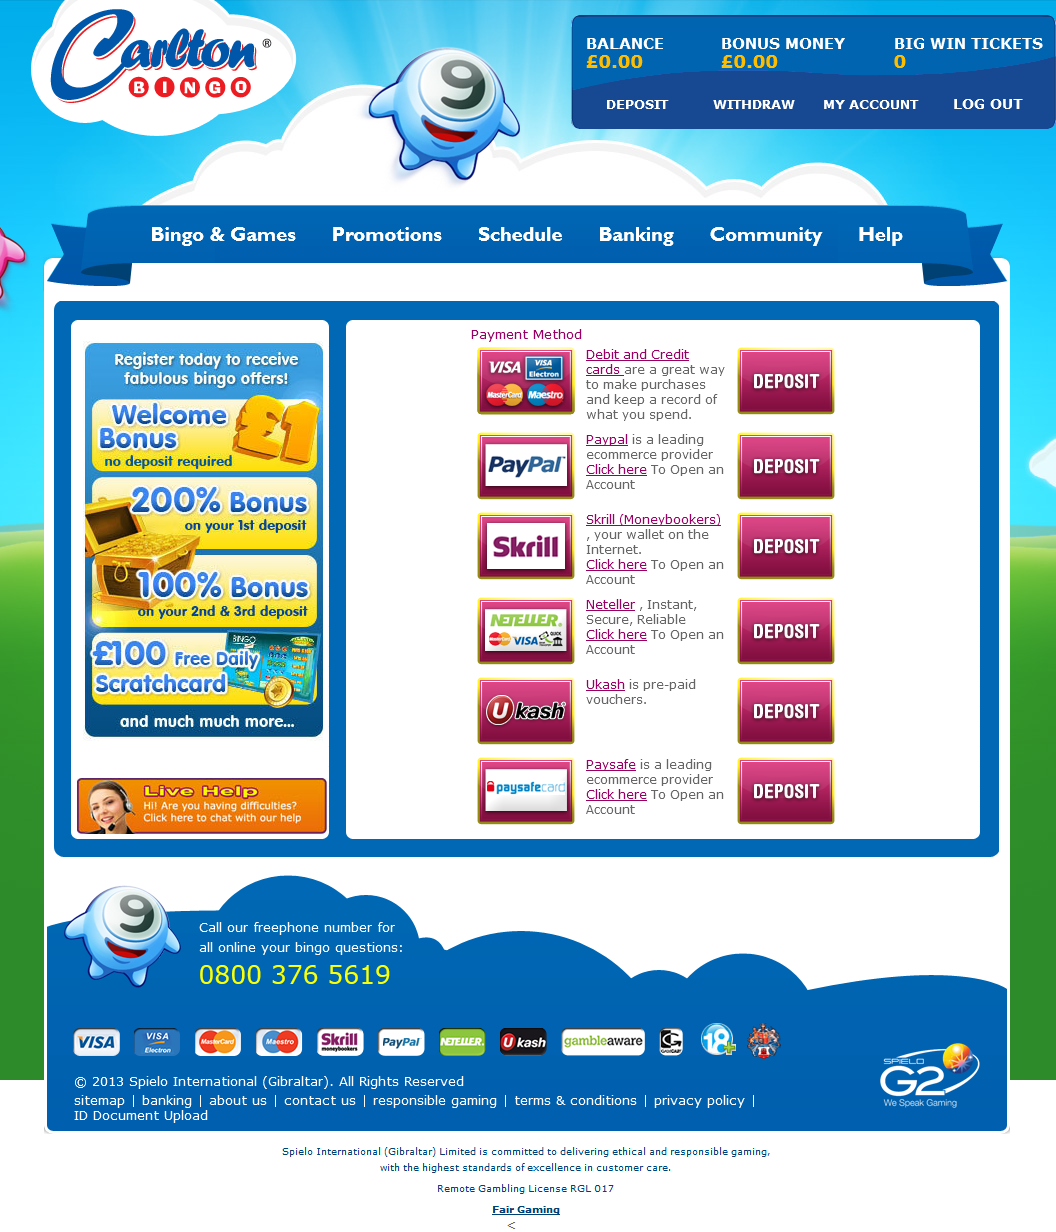 Carlton ®
BINGO
9
BALANCE
£0.00
BONUS MONEY
£0.00
BIG WIN TICKETS
0
DEPOSIT WITHDRAW MY ACCOUNT LOG OUT
Bingo & Games Promotions Schedule Banking Community Help
Register today to receive
fabulous bingo offers!
Welcome
Bonus
£1
no deposit required
200% Bonus
on your 1st deposit
100% Bonus
on your 2nd & 3rd deposit
£100 Free Daily
Scratchcard
BINGO
and much much more...
Live Help
Hi! Are you having difficulties?
Click here to chat with our help
Payment Method
VISA VISA Electron
MasterCard Maestro
Debit and Credit
cards are a great way
to make purchases
and keep a record of
what you spend.
DEPOSIT
PayPal
Paypal is a leading
ecommerce provider
Click here To Open an
Account
DEPOSIT
Skrill
Skrill (Moneybookers)
, your wallet on the
Internet.
Click here To Open an
Account
DEPOSIT
NETELLER.
MasterCard VISA
Neteller , Instant,
Secure, Reliable
Click here To Open an
Account
DEPOSIT
Ukash
Ukash is pre-paid
vouchers.
DEPOSIT
paysafecard
Paysafe is a leading
ecommerce provider
Click here To Open an
Account
DEPOSIT
9
Call our freephone number for
all online your bingo questions:
0800 376 5619
VISA VISA Electron MasterCard Maestro Skrill moneybookers PayPal NETELLER. Ukash gambleaware GAMCARE 18+
© 2013 Spielo International (Gibraltar). All Rights Reserved
sitemap | banking | about us | contact us | responsible gaming | terms & conditions | privacy policy |
ID Document Upload
SPIELO
G2
We Speak Gaming
Spielo International (Gibraltar) Limited is committed to delivering ethical and responsible gaming,
with the highest standards of excellence in customer care.
Remote Gambling License RGL 017
Fair Gaming
<